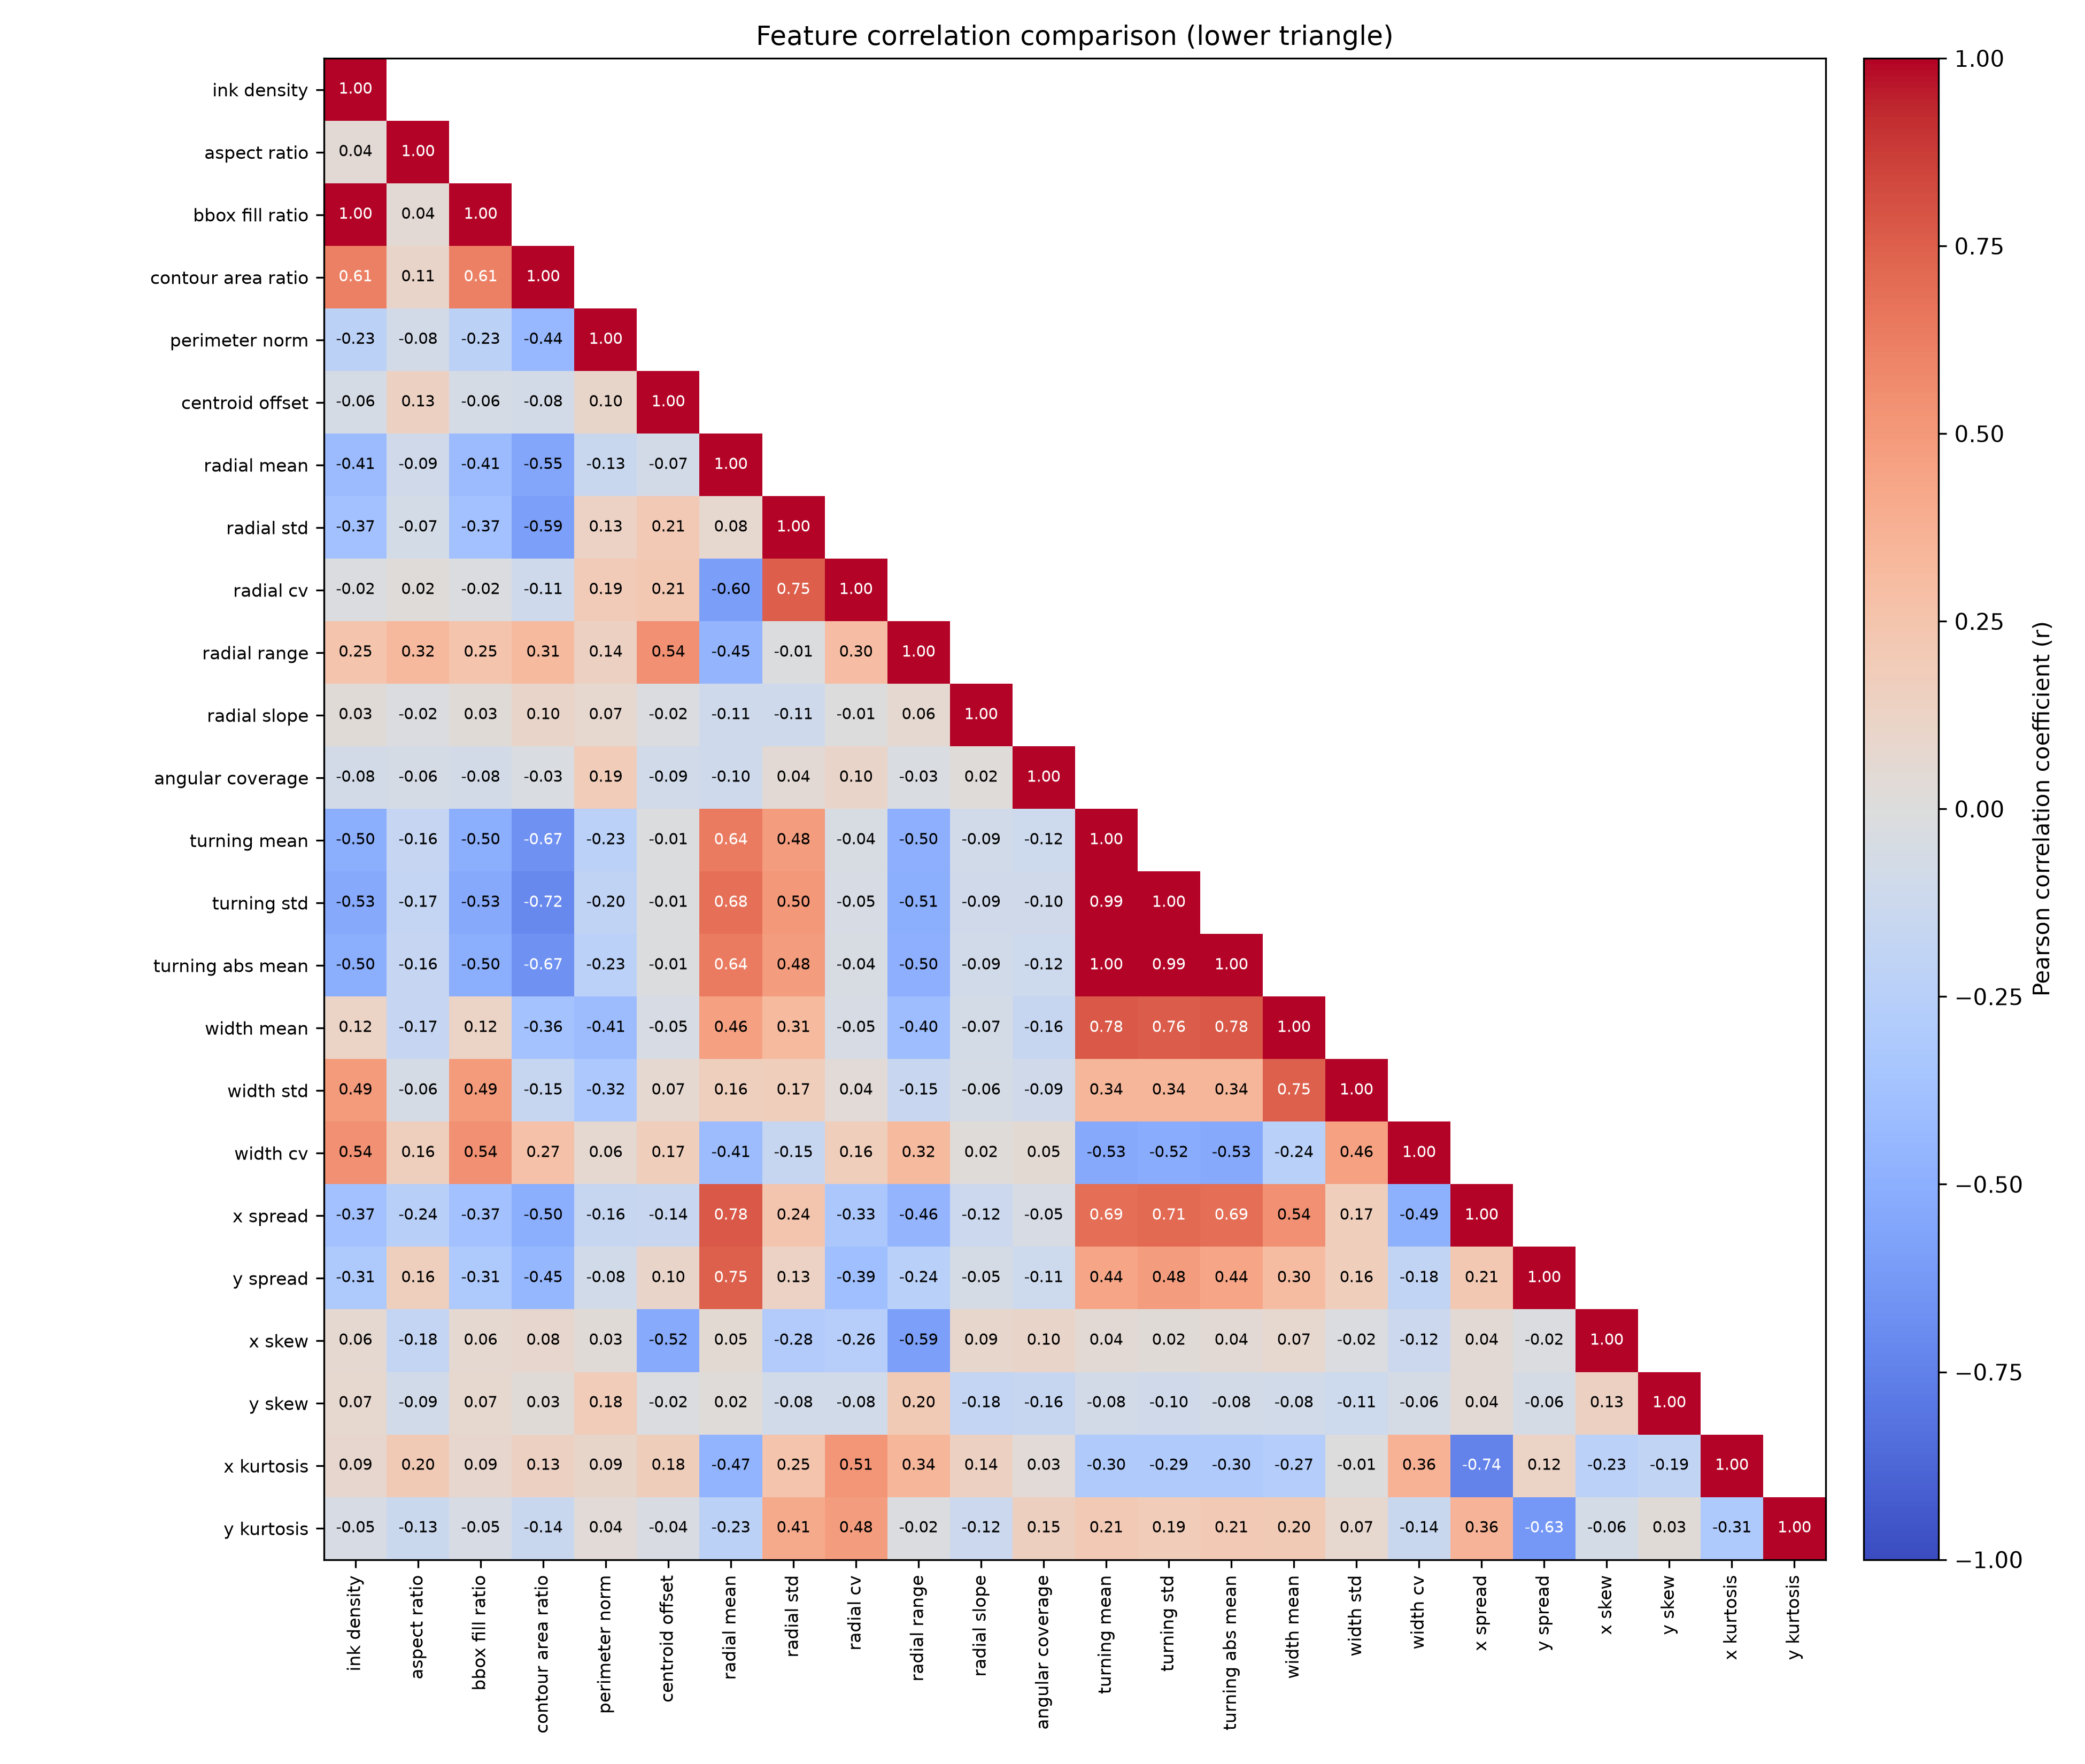 Feature correlation comparison (lower triangle)
ink density 1.00
aspect ratio 0.04 1.00
bbox fill ratio 1.00 0.04 1.00
contour area ratio 0.61 0.11 0.61 1.00
perimeter norm -0.23 -0.08 -0.23 -0.44 1.00
centroid offset -0.06 0.13 -0.06 -0.08 0.10 1.00
radial mean -0.41 -0.09 -0.41 -0.55 -0.13 -0.07 1.00
radial std -0.37 -0.07 -0.37 -0.59 0.13 0.21 0.08 1.00
radial cv -0.02 0.02 -0.02 -0.11 0.19 0.21 -0.60 0.75 1.00
radial range 0.25 0.32 0.25 0.31 0.14 0.54 -0.45 -0.01 0.30 1.00
radial slope 0.03 -0.02 0.03 0.10 0.07 -0.02 -0.11 -0.11 -0.01 0.06 1.00
angular coverage -0.08 -0.06 -0.08 -0.03 0.19 -0.09 -0.10 0.04 0.10 -0.03 0.02 1.00
turning mean -0.50 -0.16 -0.50 -0.67 -0.23 -0.01 0.64 0.48 -0.04 -0.50 -0.09 -0.12 1.00
turning std -0.53 -0.17 -0.53 -0.72 -0.20 -0.01 0.68 0.50 -0.05 -0.51 -0.09 -0.10 0.99 1.00
turning abs mean -0.50 -0.16 -0.50 -0.67 -0.23 -0.01 0.64 0.48 -0.04 -0.50 -0.09 -0.12 1.00 0.99 1.00
width mean 0.12 -0.17 0.12 -0.36 -0.41 -0.05 0.46 0.31 -0.05 -0.40 -0.07 -0.16 0.78 0.76 0.78 1.00
width std 0.49 -0.06 0.49 -0.15 -0.32 0.07 0.16 0.17 0.04 -0.15 -0.06 -0.09 0.34 0.34 0.34 0.75 1.00
width cv 0.54 0.16 0.54 0.27 0.06 0.17 -0.41 -0.15 0.16 0.32 0.02 0.05 -0.53 -0.52 -0.53 -0.24 0.46 1.00
x spread -0.37 -0.24 -0.37 -0.50 -0.16 -0.14 0.78 0.24 -0.33 -0.46 -0.12 -0.05 0.69 0.71 0.69 0.54 0.17 -0.49 1.00
y spread -0.31 0.16 -0.31 -0.45 -0.08 0.10 0.75 0.13 -0.39 -0.24 -0.05 -0.11 0.44 0.48 0.44 0.30 0.16 -0.18 0.21 1.00
x skew 0.06 -0.18 0.06 0.08 0.03 -0.52 0.05 -0.28 -0.26 -0.59 0.09 0.10 0.04 0.02 0.04 0.07 -0.02 -0.12 0.04 -0.02 1.00
y skew 0.07 -0.09 0.07 0.03 0.18 -0.02 0.02 -0.08 -0.08 0.20 -0.18 -0.16 -0.08 -0.10 -0.08 -0.08 -0.11 -0.06 0.04 -0.06 0.13 1.00
x kurtosis 0.09 0.20 0.09 0.13 0.09 0.18 -0.47 0.25 0.51 0.34 0.14 0.03 -0.30 -0.29 -0.30 -0.27 -0.01 0.36 -0.74 0.12 -0.23 -0.19 1.00
y kurtosis -0.05 -0.13 -0.05 -0.14 0.04 -0.04 -0.23 0.41 0.48 -0.02 -0.12 0.15 0.21 0.19 0.21 0.20 0.07 -0.14 0.36 -0.63 -0.06 0.03 -0.31 1.00
ink density
aspect ratio
bbox fill ratio
contour area ratio
perimeter norm
centroid offset
radial mean
radial std
radial cv
radial range
radial slope
angular coverage
turning mean
turning std
turning abs mean
width mean
width std
width cv
x spread
y spread
x skew
y skew
x kurtosis
y kurtosis
1.00
0.75
0.50
0.25
0.00
−0.25
−0.50
−0.75
−1.00
Pearson correlation coefficient (r)